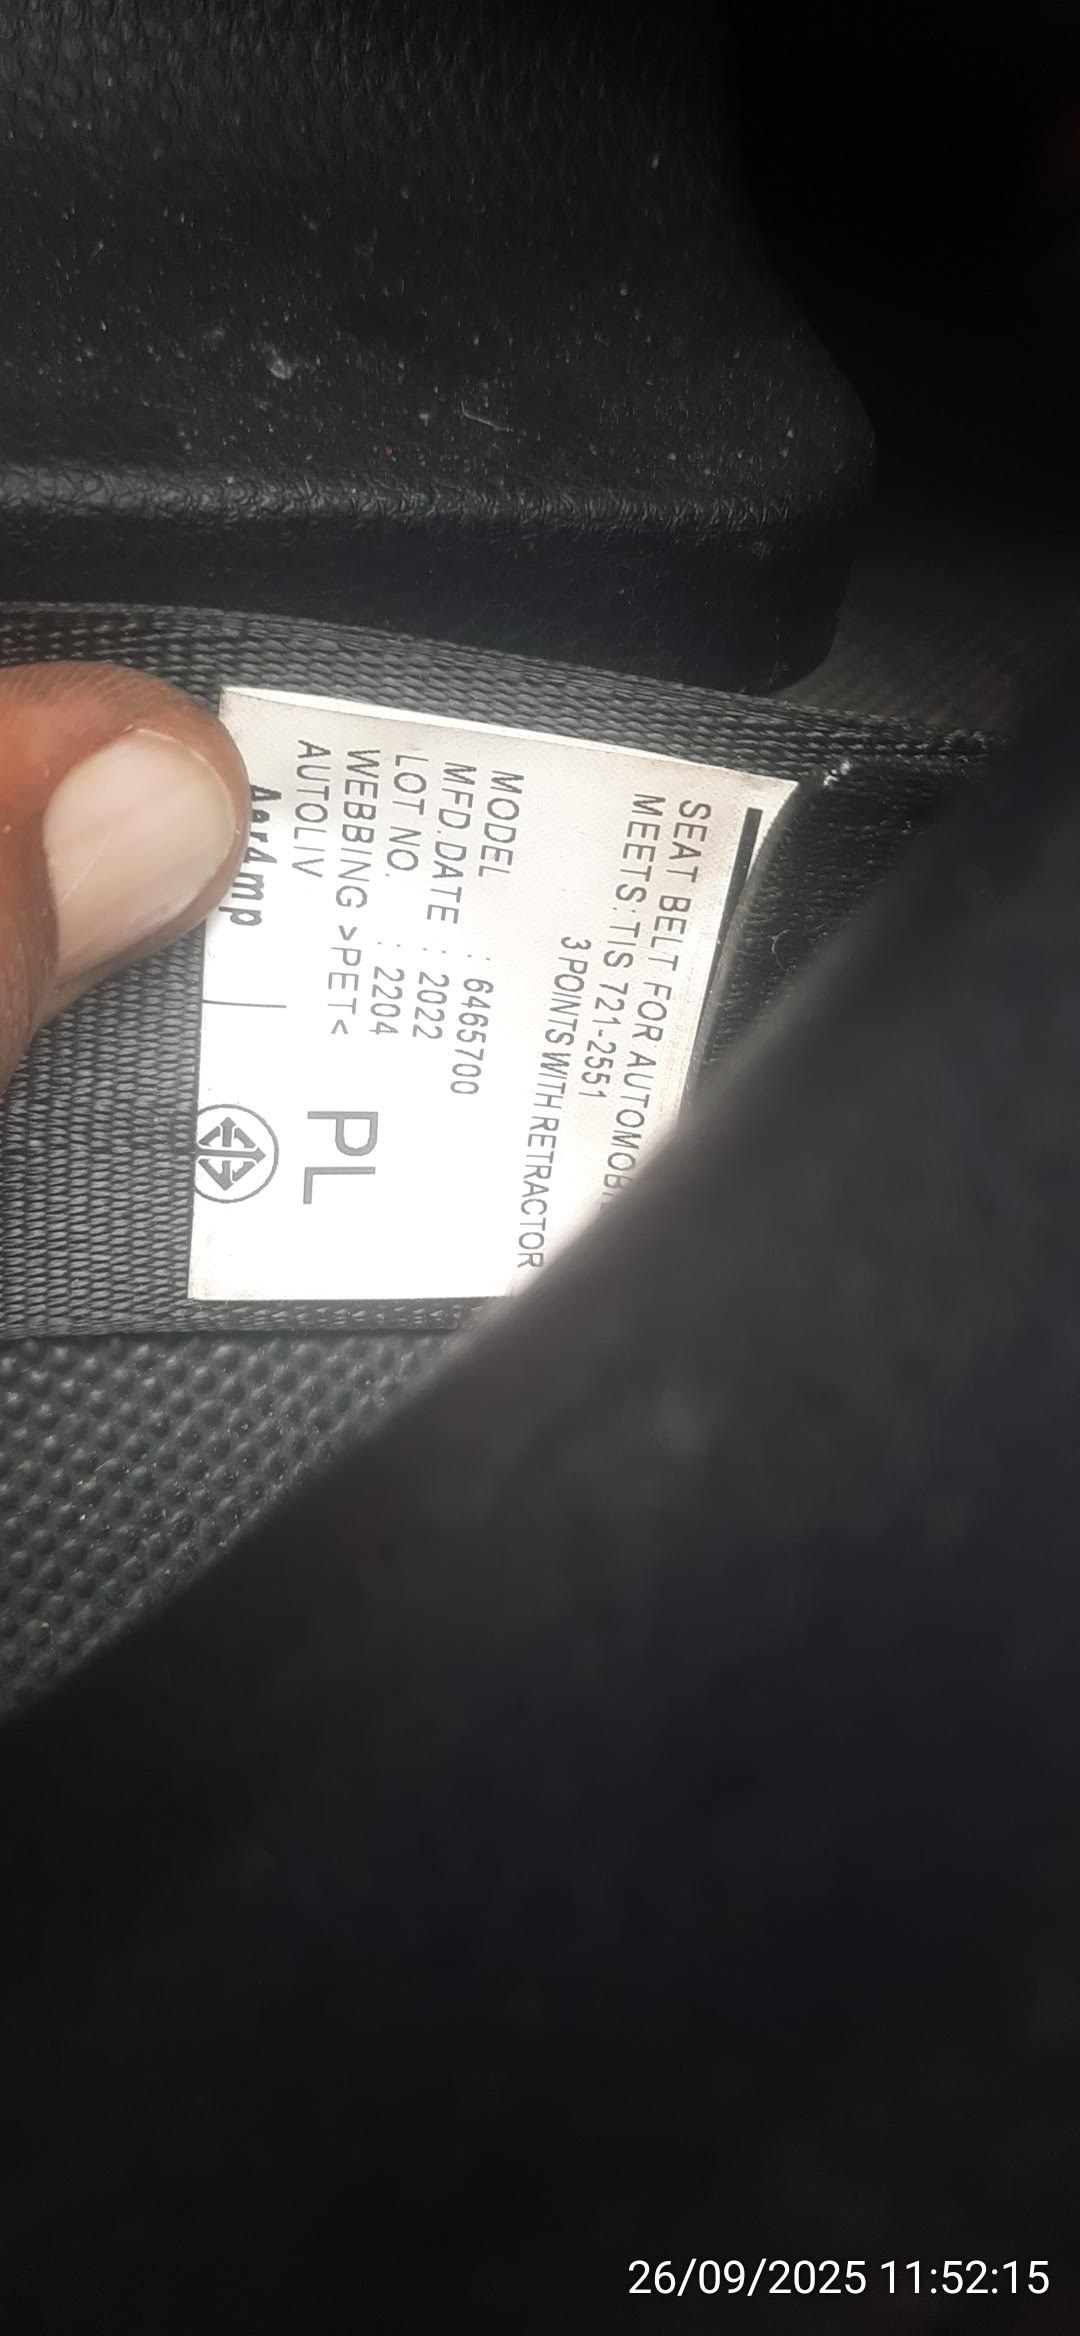 SEAT BELT FOR AUTOMOBI
MEETS:TIS 721-2551
3 POINTS WITH RETRACTOR
MODEL : 6465700
MFD.DATE : 2022
LOT NO. : 2204
WEBBING >PET<
AUTOLIV
PL
26/09/2025 11:52:15